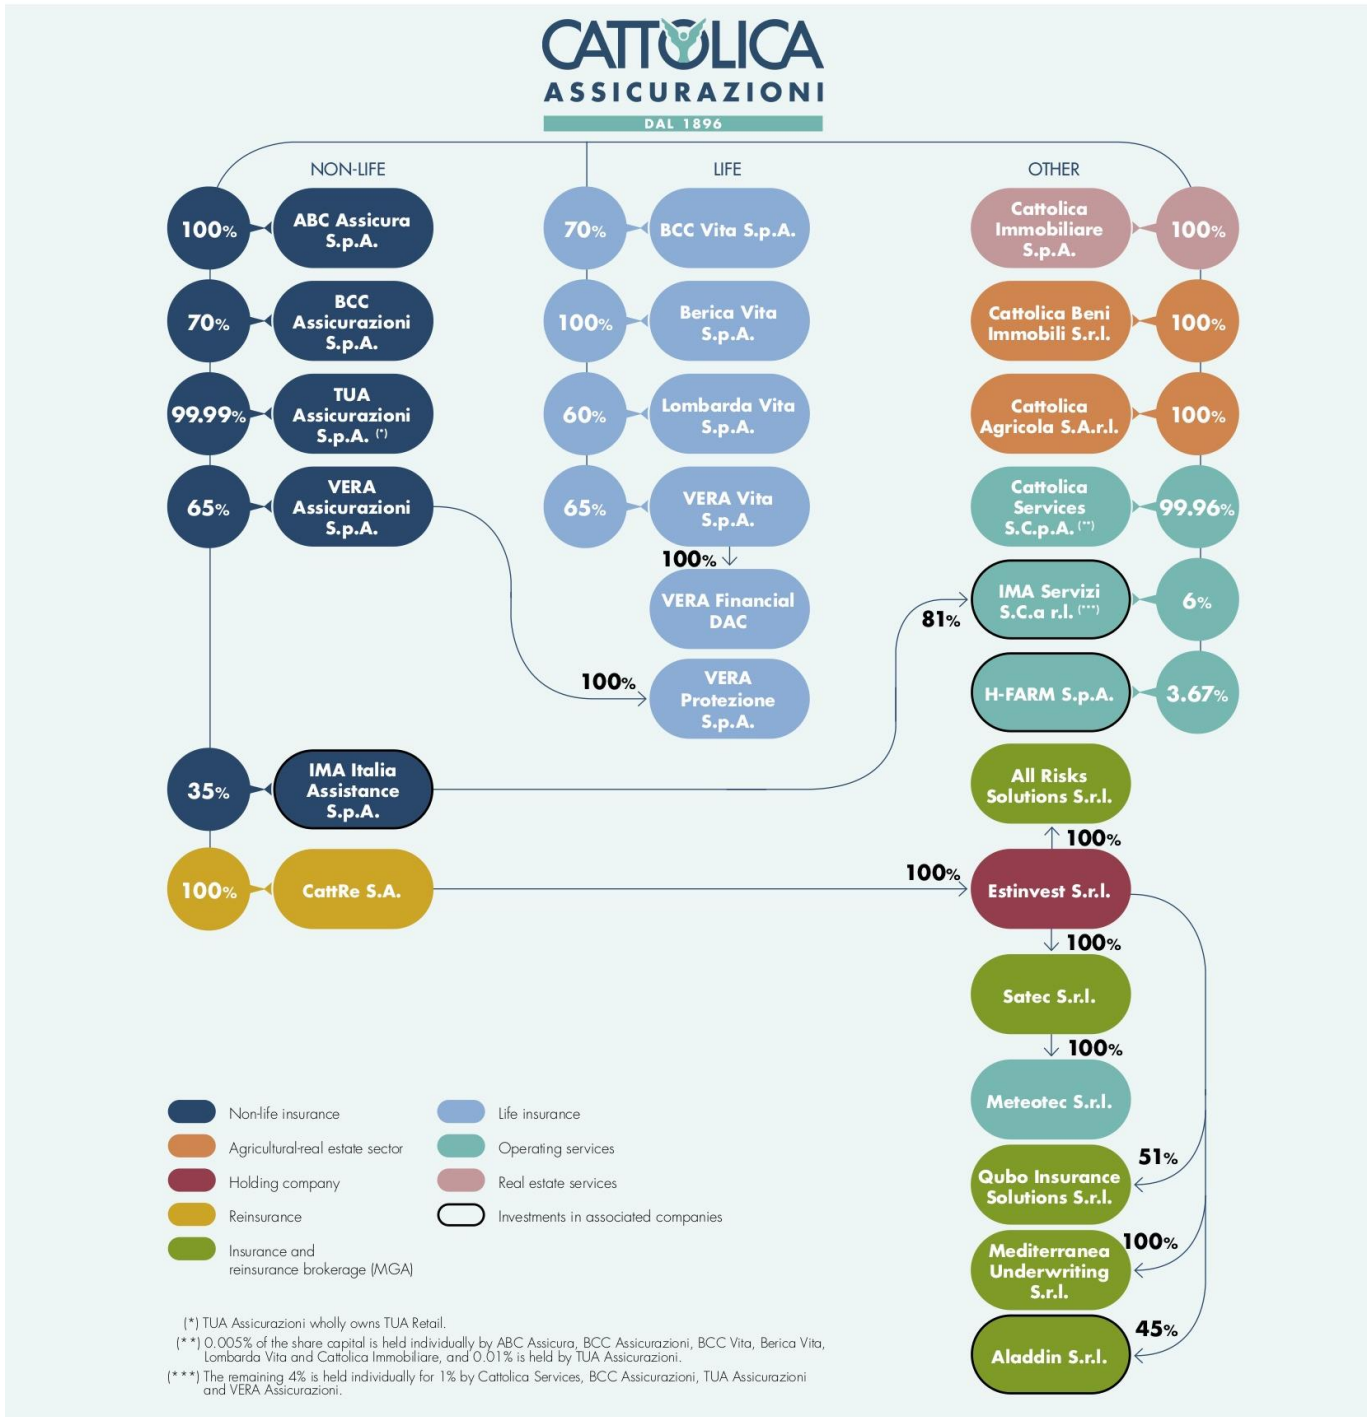 CATTOLICA
ASSICURAZIONI
DAL 1896
NON-LIFE
100%
ABC Assicura
S.p.A.
70%
BCC
Assicurazioni
S.p.A.
99.99%
TUA
Assicurazioni
S.p.A. (*)
65%
VERA
Assicurazioni
S.p.A.
35%
IMA Italia
Assistance
S.p.A.
100%
CattRe S.A.
LIFE
70%
BCC Vita S.p.A.
100%
Berica Vita
S.p.A.
60%
Lombarda Vita
S.p.A.
65%
VERA Vita
S.p.A.
100%
VERA Financial
DAC
100%
VERA
Protezione
S.p.A.
OTHER
Cattolica
Immobiliare
S.p.A.
100%
Cattolica Beni
Immobili S.r.l.
100%
Cattolica
Agricola S.A.r.l.
100%
Cattolica
Services
S.C.p.A. (**)
99.96%
81%
IMA Servizi
S.C.a r.l. (***)
6%
H-FARM S.p.A.
3.67%
All Risks
Solutions S.r.l.
100%
100%
Estinvest S.r.l.
100%
Satec S.r.l.
100%
Meteotec S.r.l.
51%
Qubo Insurance
Solutions S.r.l.
100%
Mediterranea
Underwriting
S.r.l.
45%
Aladdin S.r.l.
Non-life insurance
Agricultural-real estate sector
Holding company
Reinsurance
Insurance and
reinsurance brokerage (MGA)
Life insurance
Operating services
Real estate services
Investments in associated companies
(*) TUA Assicurazioni wholly owns TUA Retail.
(**) 0.005% of the share capital is held individually by ABC Assicura, BCC Assicurazioni, BCC Vita, Berica Vita,
Lombarda Vita and Cattolica Immobiliare, and 0.01% is held by TUA Assicurazioni.
(***) The remaining 4% is held individually for 1% by Cattolica Services, BCC Assicurazioni, TUA Assicurazioni
and VERA Assicurazioni.